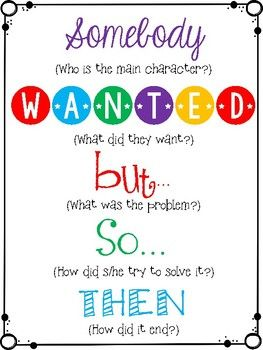 Somebody
(Who is the main character?)
WANTED
(What did they want?)
but...
(What was the problem?)
So...
(How did s/he try to solve it?)
THEN
(How did it end?)